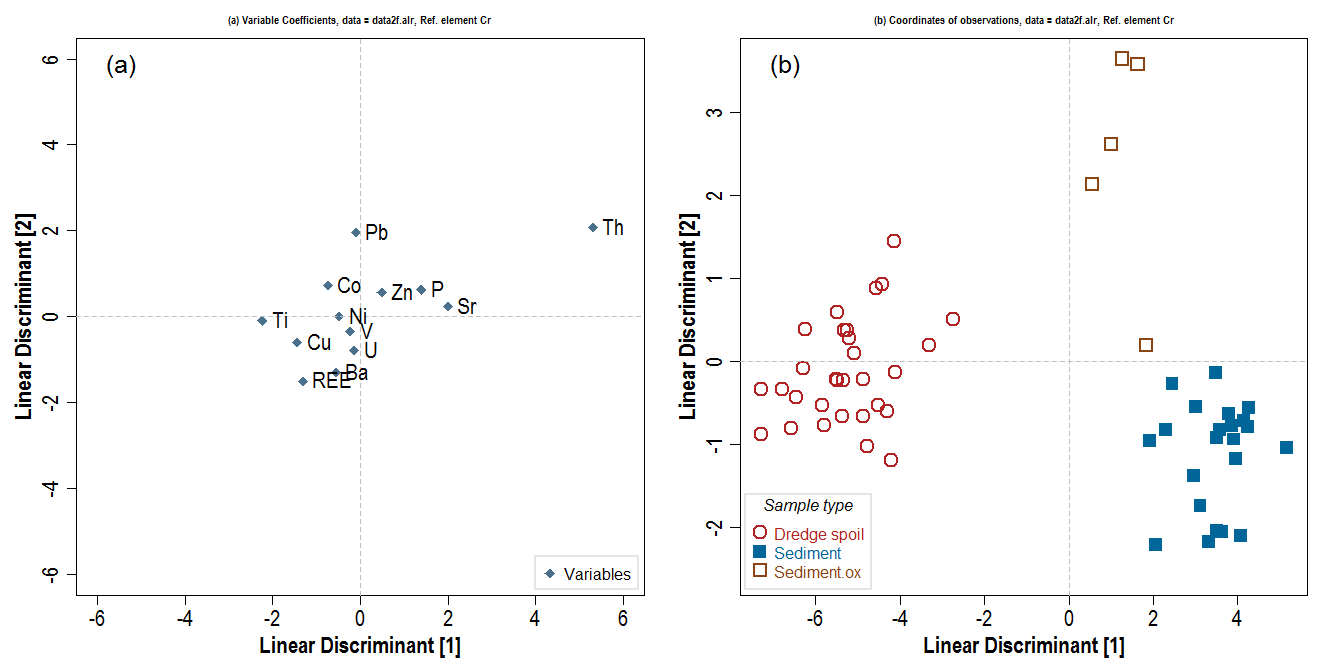 (a) Variable Coefficients, data = data2f.alr, Ref. element Cr
(a)
Linear Discriminant [2]
6
4
2
0
-2
-4
-6
Pb
Th
Co
Zn
P
Sr
Ti
Ni
V
Cu
U
Ba
REE
Variables
-6
-4
-2
0
2
4
6
Linear Discriminant [1]
(b) Coordinates of observations, data = data2f.alr, Ref. element Cr
(b)
Linear Discriminant [2]
3
2
1
0
-1
-2
Sample type
Dredge spoil
Sediment
Sediment.ox
-6
-4
-2
0
2
4
Linear Discriminant [1]